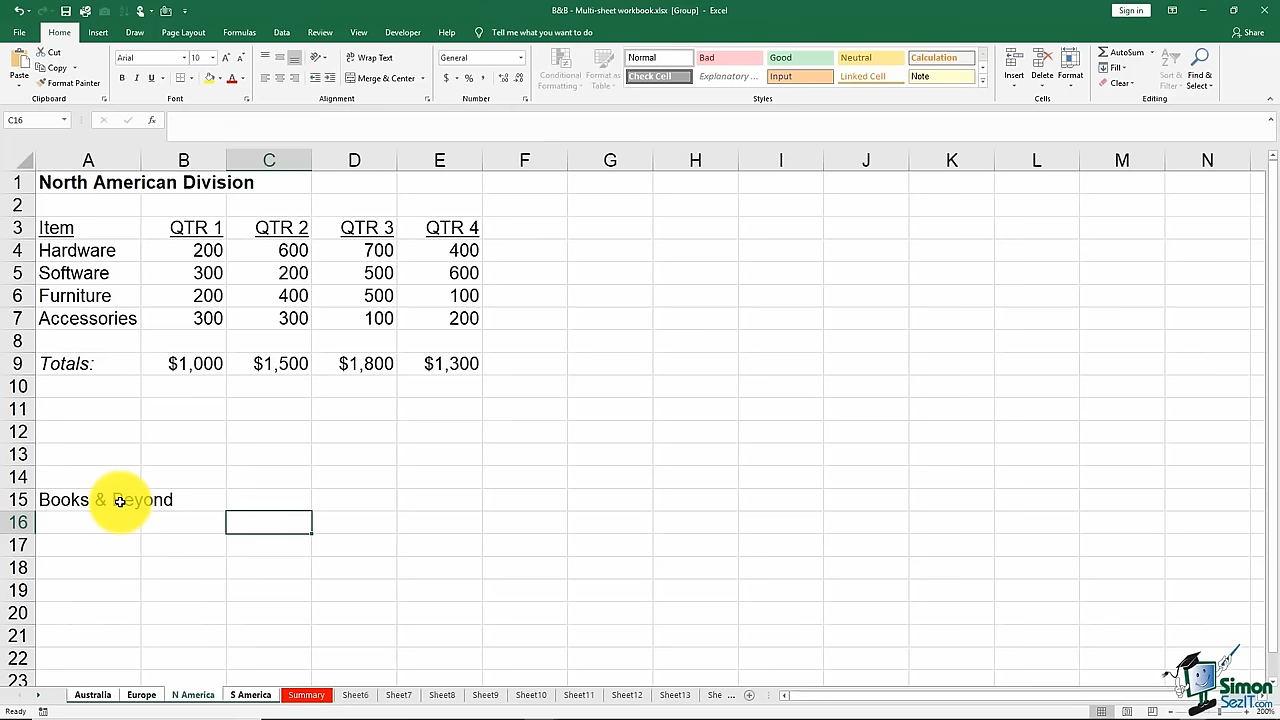 B&B - Multi-sheet workbook.xlsx [Group] - Excel
Sign in
File Home Insert Draw Page Layout Formulas Data Review View Developer Help Tell me what you want to do Share
Paste
Cut
Copy
Format Painter
Clipboard
Arial 10
B I U
Font
Wrap Text
Merge & Center
Alignment
General
$ % ,
Number
Conditional Formatting
Format as Table
Normal Bad Good Neutral Calculation
Check Cell Explanatory ... Input Linked Cell Note
Styles
Insert Delete Format
Cells
AutoSum
Fill
Clear
Sort & Filter
Find & Select
Editing
C16 fx
A B C D E F G H I J K L M N
1 North American Division
2
3 Item QTR 1 QTR 2 QTR 3 QTR 4
4 Hardware 200 600 700 400
5 Software 300 200 500 600
6 Furniture 200 400 500 100
7 Accessories 300 300 100 200
8
9 Totals: $1,000 $1,500 $1,800 $1,300
10
11
12
13
14
15 Books & Beyond
16
17
18
19
20
21
22
23
Australia Europe N America S America Summary Sheet6 Sheet7 Sheet8 Sheet9 Sheet10 Sheet11 Sheet12 Sheet13 She ...
Ready
200%
Simon
SezIT.com